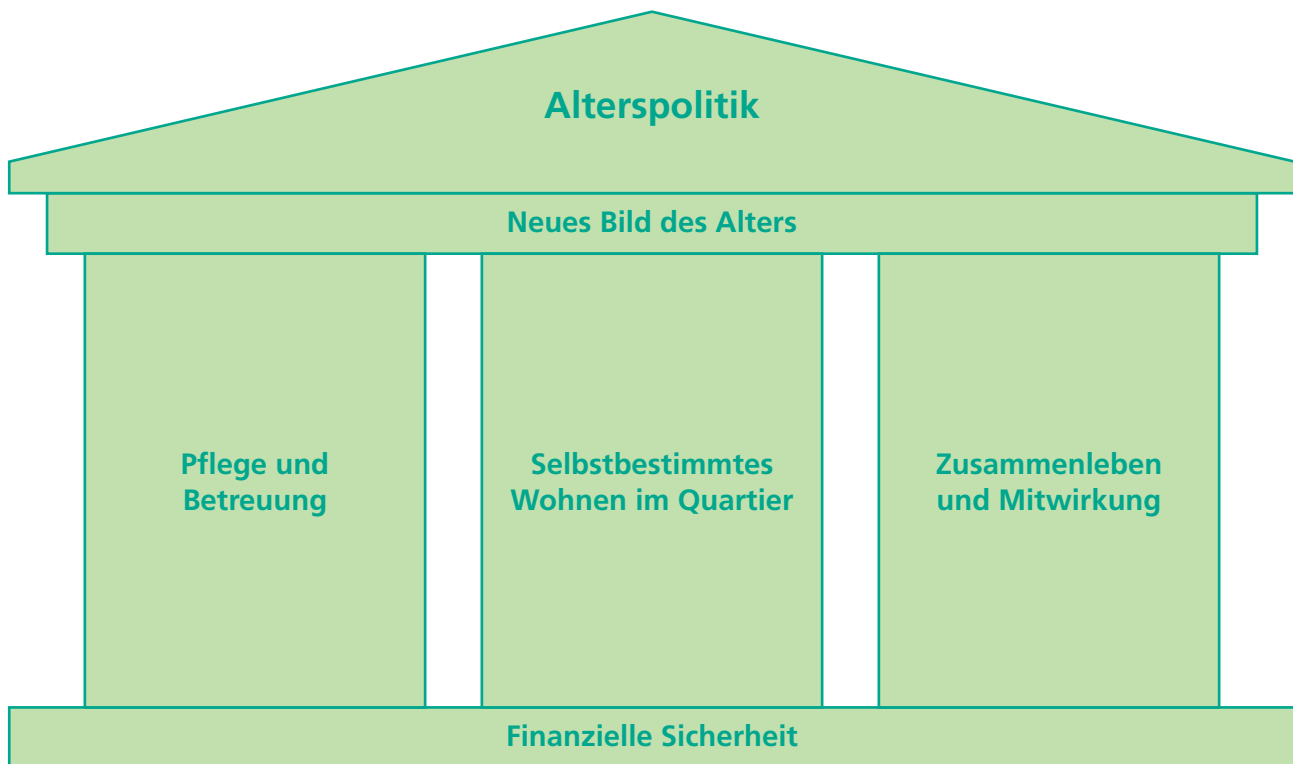 Alterspolitik
Neues Bild des Alters
Pflege und
Betreuung
Selbstbestimmtes
Wohnen im Quartier
Zusammenleben
und Mitwirkung
Finanzielle Sicherheit